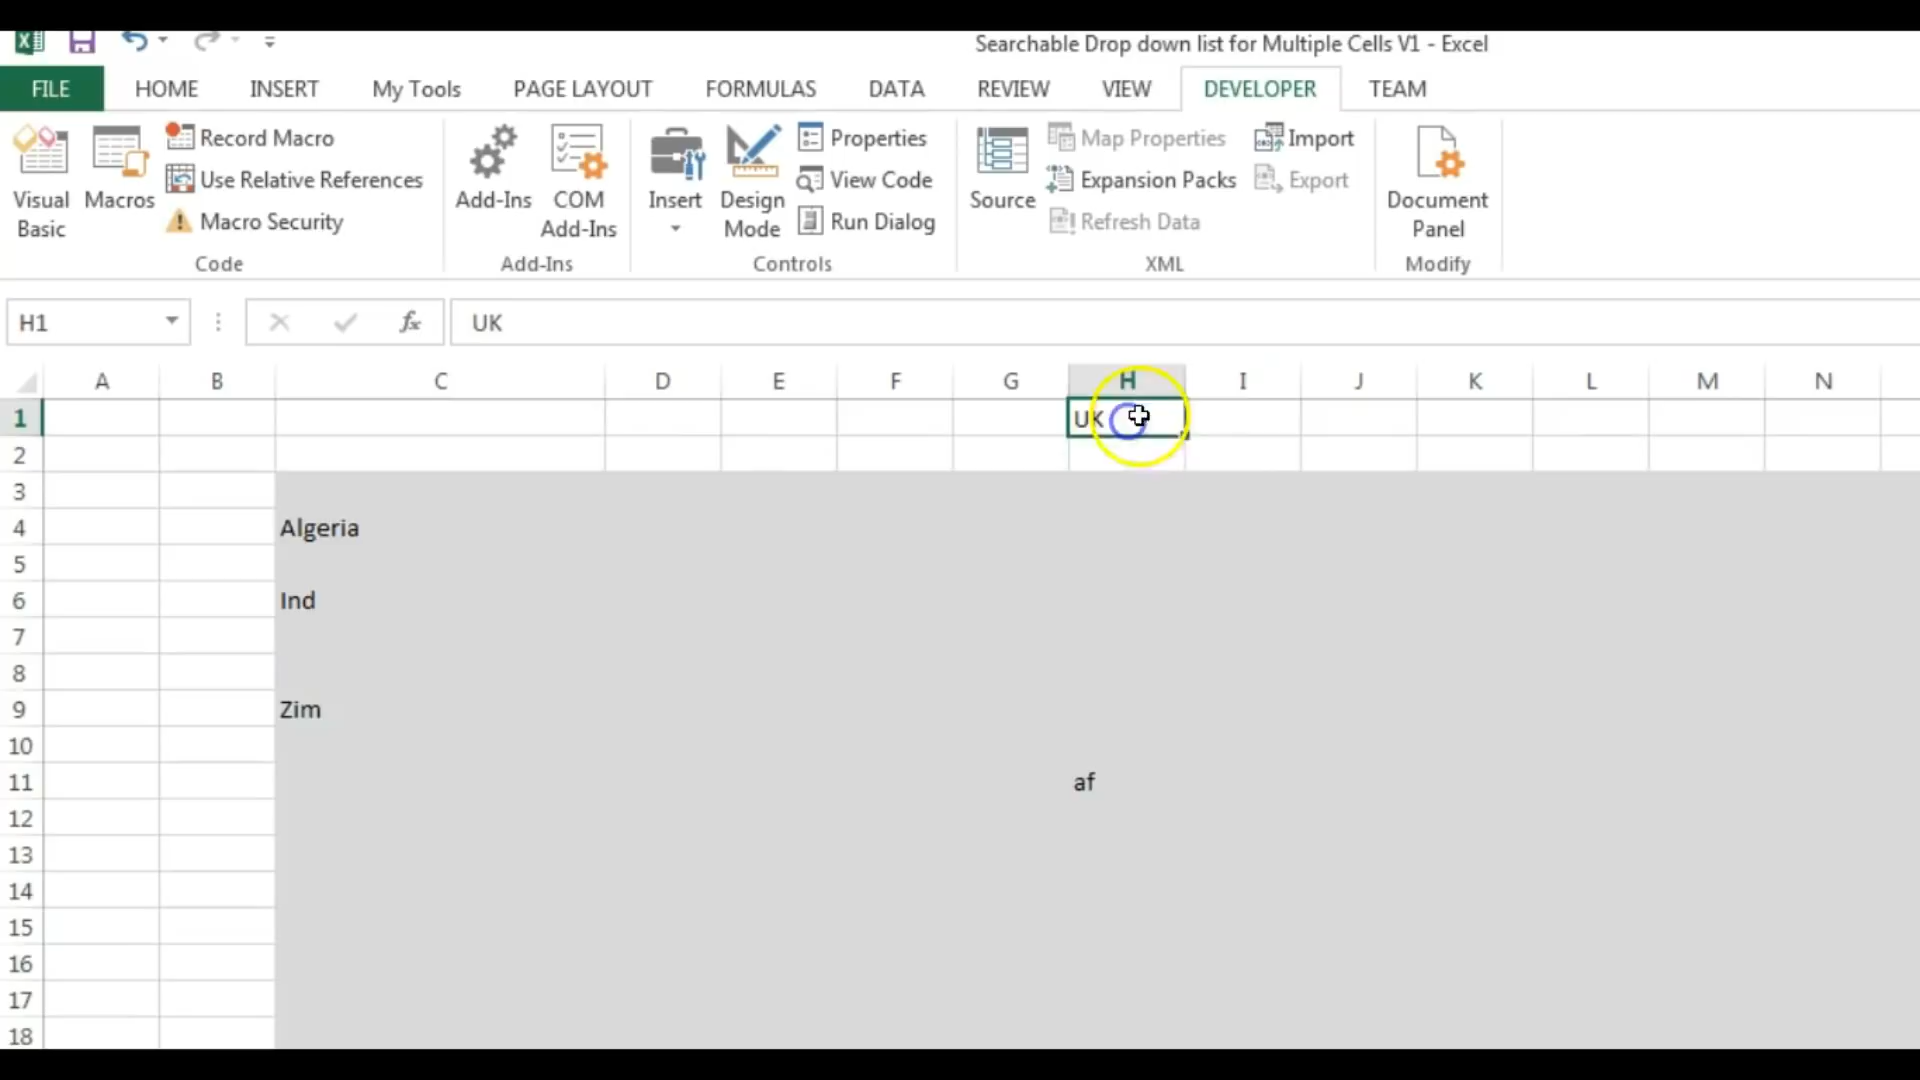 Searchable Drop down list for Multiple Cells V1 - Excel
FILE HOME INSERT My Tools PAGE LAYOUT FORMULAS DATA REVIEW VIEW DEVELOPER TEAM
Visual Basic
Macros
Record Macro
Use Relative References
Macro Security
Code
Add-Ins
COM Add-Ins
Add-Ins
Insert
Design Mode
Properties
View Code
Run Dialog
Controls
Source
Map Properties
Expansion Packs
Refresh Data
Import
Export
XML
Document Panel
Modify
H1 fx UK
A B C D E F G H I J K L M N
1 UK
2
3
4 Algeria
5
6 Ind
7
8
9 Zim
10
11 af
12
13
14
15
16
17
18